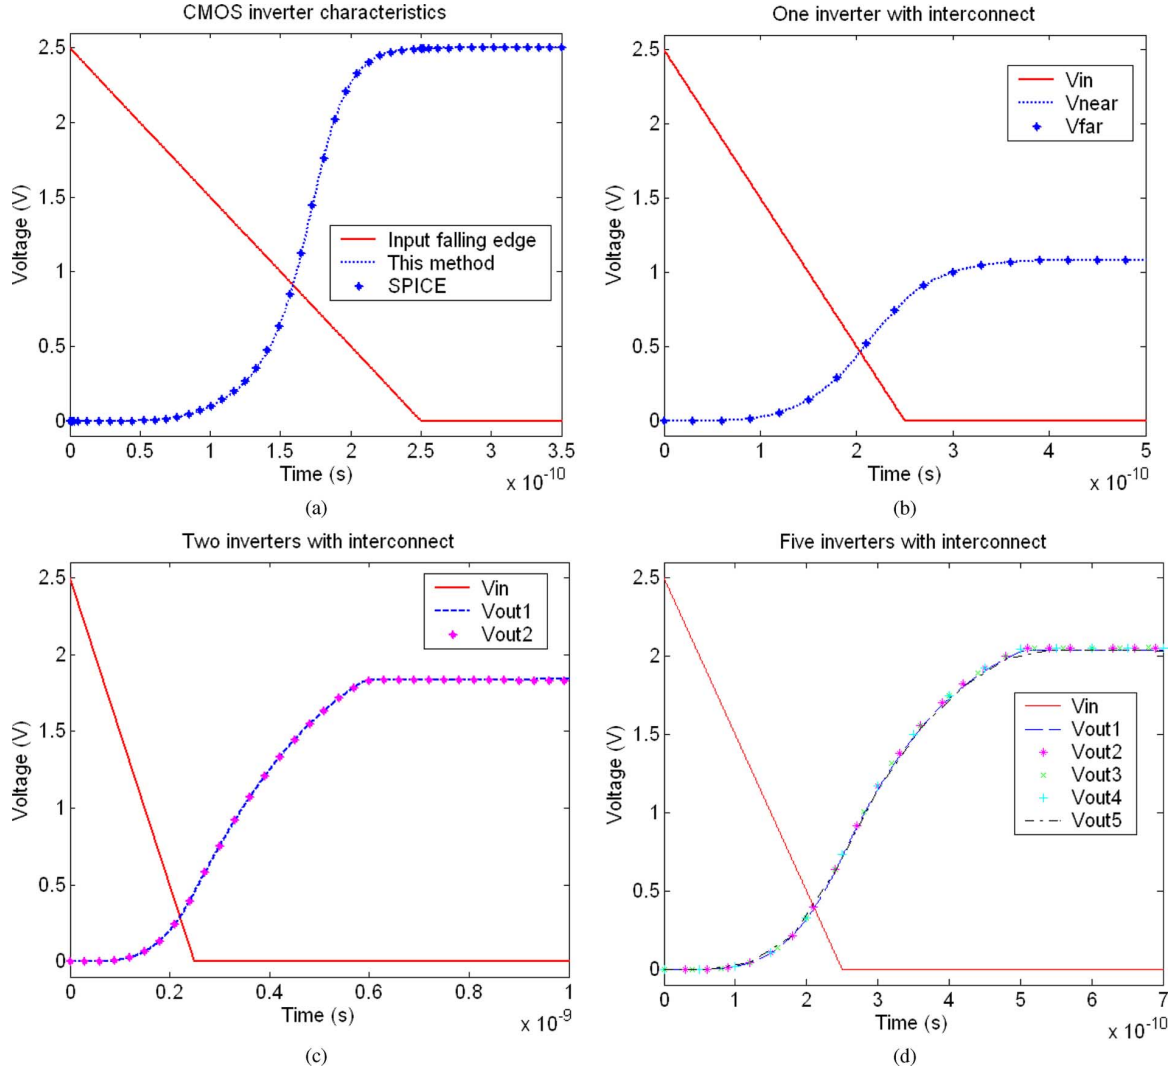 CMOS inverter characteristics
2.5
2
1.5
1
0.5
0
Voltage (V)
Input falling edge
This method
SPICE
0 0.5 1 1.5 2 2.5 3 3.5
Time (s)
x 10-10
(a)
One inverter with interconnect
2.5
2
1.5
1
0.5
0
Voltage (V)
Vin
Vnear
Vfar
0 1 2 3 4 5
Time (s)
x 10-10
(b)
Two inverters with interconnect
2.5
2
1.5
1
0.5
0
Voltage (V)
Vin
Vout1
Vout2
0 0.2 0.4 0.6 0.8 1
Time (s)
x 10-9
(c)
Five inverters with interconnect
2.5
2
1.5
1
0.5
0
Voltage (V)
Vin
Vout1
Vout2
Vout3
Vout4
Vout5
0 1 2 3 4 5 6 7
Time (s)
x 10-10
(d)